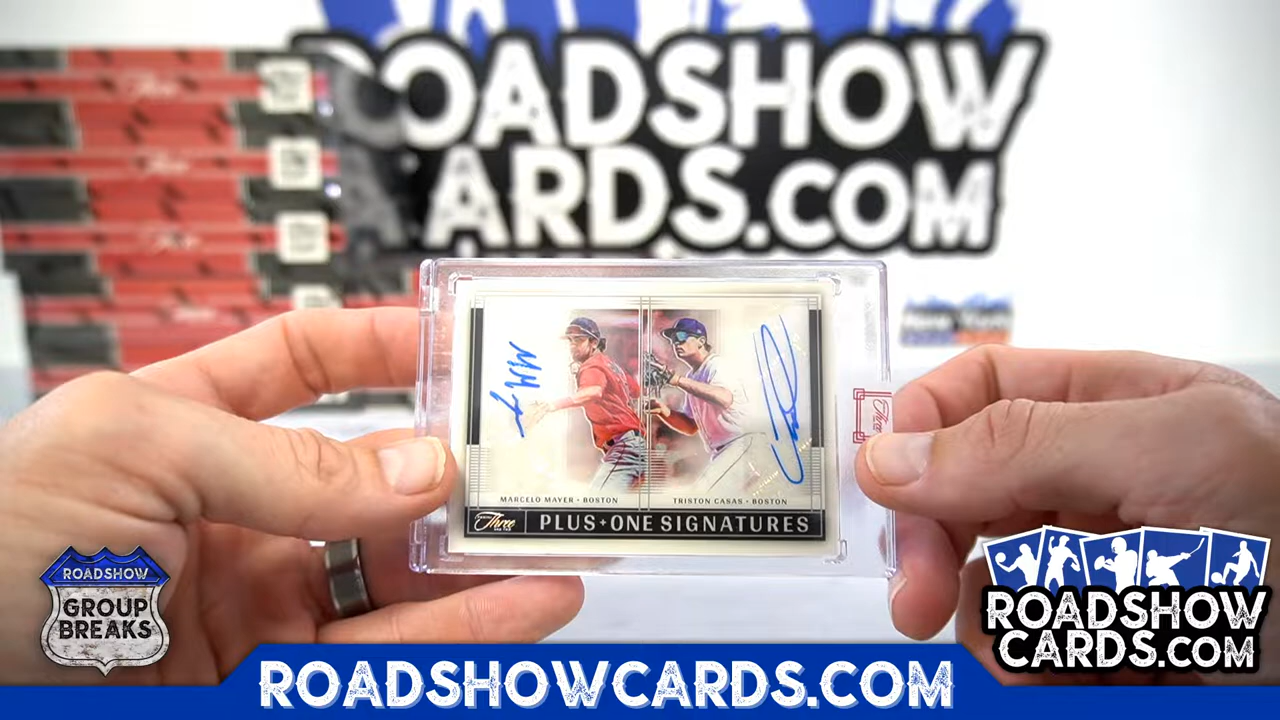 ROADSHOW
CARDS.COM
Three
MARCELO MAYER • BOSTON
TRISTON CASAS • BOSTON
Three
PLUS+ONE SIGNATURES
ROADSHOW
GROUP
BREAKS
ROADSHOW
CARDS.COM
ROADSHOWCARDS.COM